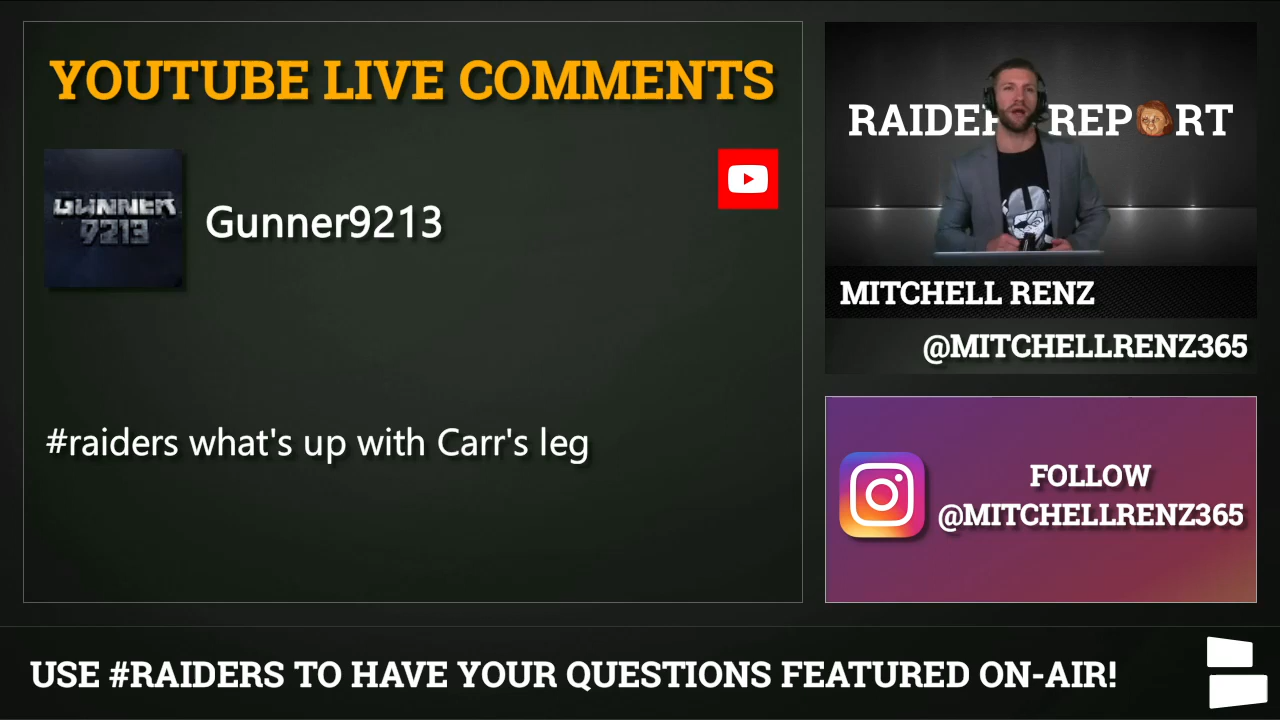 YOUTUBE LIVE COMMENTS
GUNNER
9213
Gunner9213
#raiders what's up with Carr's leg
RAIDER REPORT
MITCHELL RENZ
@MITCHELLRENZ365
FOLLOW
@MITCHELLRENZ365
USE #RAIDERS TO HAVE YOUR QUESTIONS FEATURED ON-AIR!